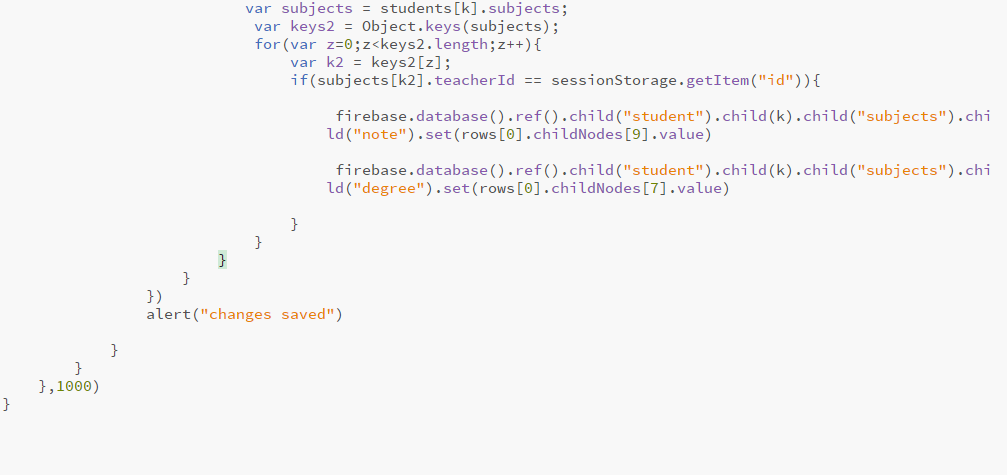 var subjects = students[k].subjects;
var keys2 = Object.keys(subjects);
for(var z=0;z<keys2.length;z++){
var k2 = keys2[z];
if(subjects[k2].teacherId == sessionStorage.getItem("id")){
firebase.database().ref().child("student").child(k).child("subjects").chi
ld("note").set(rows[0].childNodes[9].value)
firebase.database().ref().child("student").child(k).child("subjects").chi
ld("degree").set(rows[0].childNodes[7].value)
}
}
}
}
})
alert("changes saved")
}
}
},1000)
}